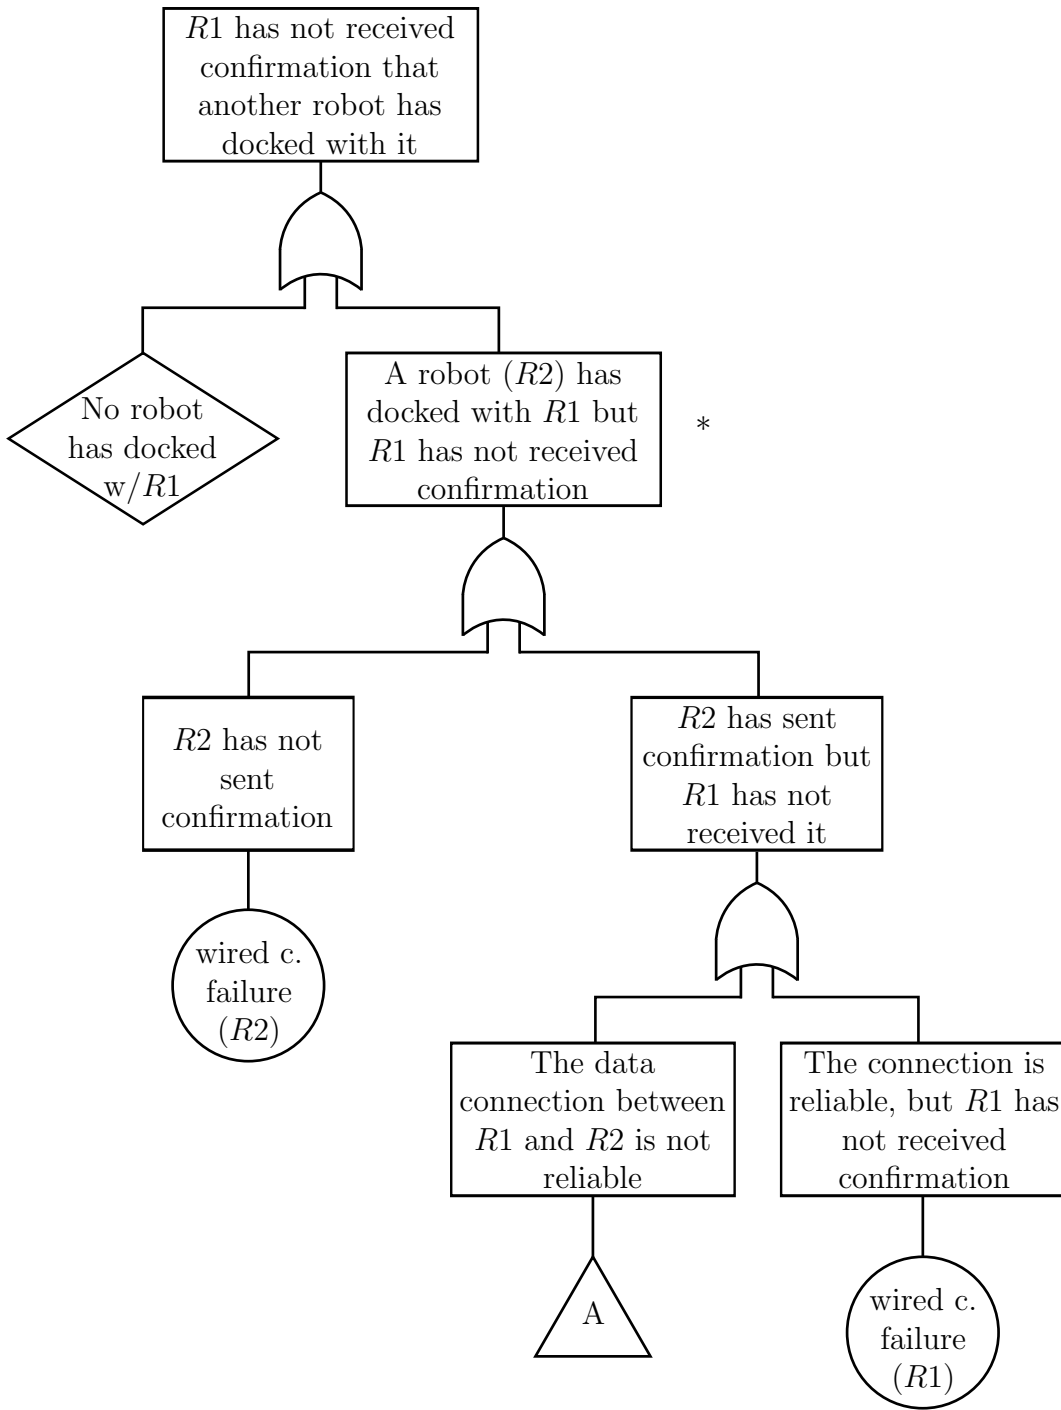 R1 has not received
confirmation that
another robot has
docked with it
No robot
has docked
w/R1
A robot (R2) has
docked with R1 but
R1 has not received
confirmation
*
R2 has not
sent
confirmation
R2 has sent
confirmation but
R1 has not
received it
wired c.
failure
(R2)
The data
connection between
R1 and R2 is not
reliable
The connection is
reliable, but R1 has
not received
confirmation
A
wired c.
failure
(R1)